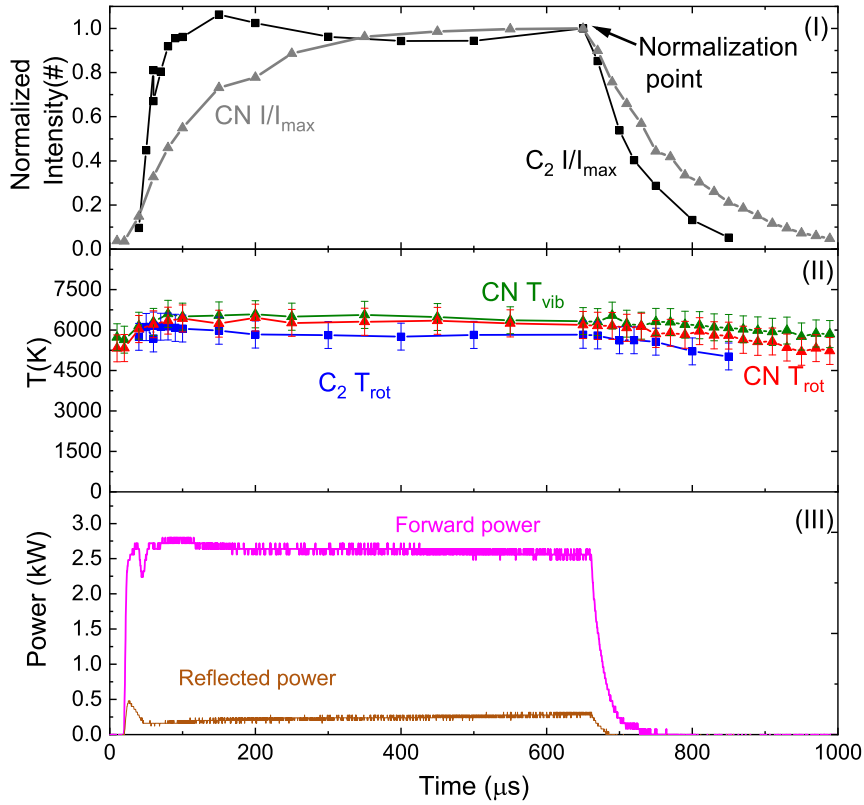 (I)
1.0
0.8
0.6
0.4
0.2
0.0
Normalized
Intensity(#)
Normalization
point
CN I/Imax
C2 I/Imax
(II)
7500
6000
4500
3000
1500
0
T(K)
CN Tvib
C2 Trot
CN Trot
(III)
3.0
2.5
2.0
1.5
1.0
0.5
0.0
Power (kW)
Forward power
Reflected power
0 200 400 600 800 1000
Time (μs)